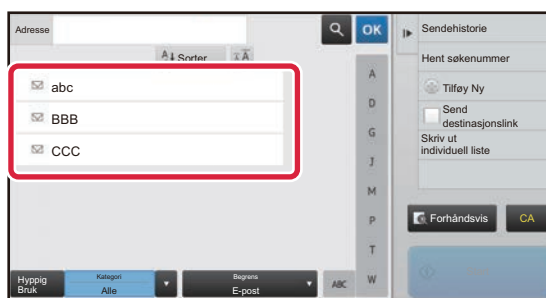 Adresse
OK
Sorter
abc
BBB
CCC
A
D
G
J
M
P
T
W
ABC
Hyppig
Bruk
Kategori
Alle
Begrens
E-post
Sendehistorie
Hent søkenummer
Tilføy Ny
Send
destinasjonslink
Skriv ut
individuell liste
Forhåndsvis
CA